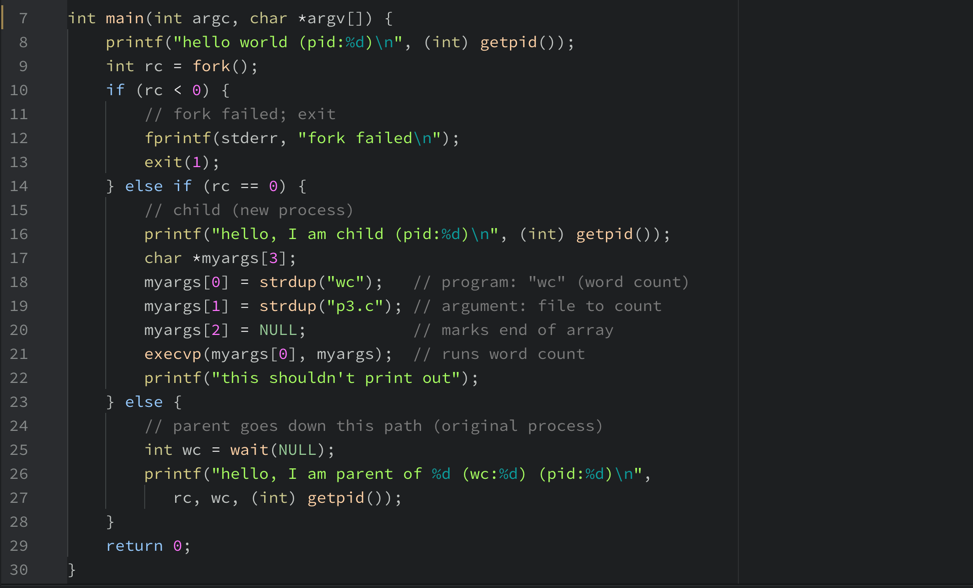 7 int main(int argc, char *argv[]) {
8     printf("hello world (pid:%d)\n", (int) getpid());
9     int rc = fork();
10     if (rc < 0) {
11         // fork failed; exit
12         fprintf(stderr, "fork failed\n");
13         exit(1);
14     } else if (rc == 0) {
15         // child (new process)
16         printf("hello, I am child (pid:%d)\n", (int) getpid());
17         char *myargs[3];
18         myargs[0] = strdup("wc");   // program: "wc" (word count)
19         myargs[1] = strdup("p3.c"); // argument: file to count
20         myargs[2] = NULL;           // marks end of array
21         execvp(myargs[0], myargs);  // runs word count
22         printf("this shouldn't print out");
23     } else {
24         // parent goes down this path (original process)
25         int wc = wait(NULL);
26         printf("hello, I am parent of %d (wc:%d) (pid:%d)\n",
27            rc, wc, (int) getpid());
28     }
29     return 0;
30 }